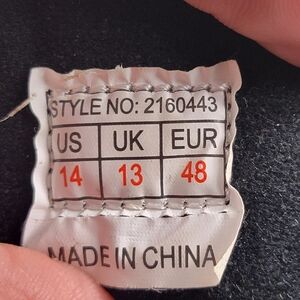 STYLE NO: 2160443
US UK EUR
14 13 48
MADE IN CHINA